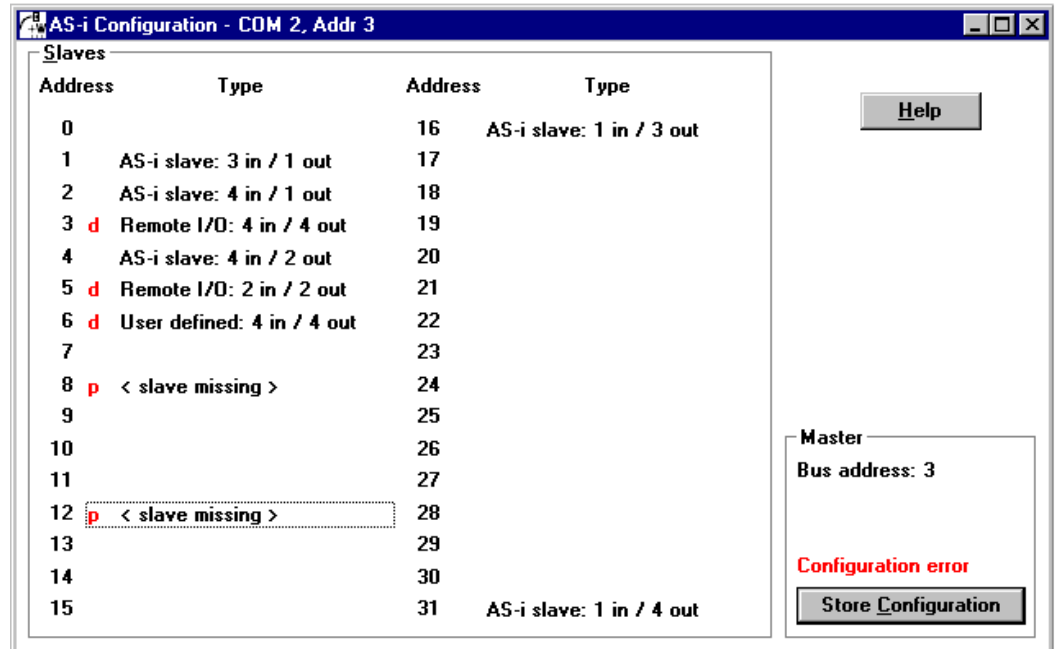 AS-i Configuration - COM 2, Addr 3
Slaves
Address Type Address Type
Help
0 16 AS-i slave: 1 in / 3 out
1 AS-i slave: 3 in / 1 out 17
2 AS-i slave: 4 in / 1 out 18
3 d Remote I/O: 4 in / 4 out 19
4 AS-i slave: 4 in / 2 out 20
5 d Remote I/O: 2 in / 2 out 21
6 d User defined: 4 in / 4 out 22
7 23
8 p < slave missing > 24
9 25
10 26
11 27
12 p < slave missing > 28
13 29
14 30
15 31 AS-i slave: 1 in / 4 out
Master
Bus address: 3
Configuration error
Store Configuration